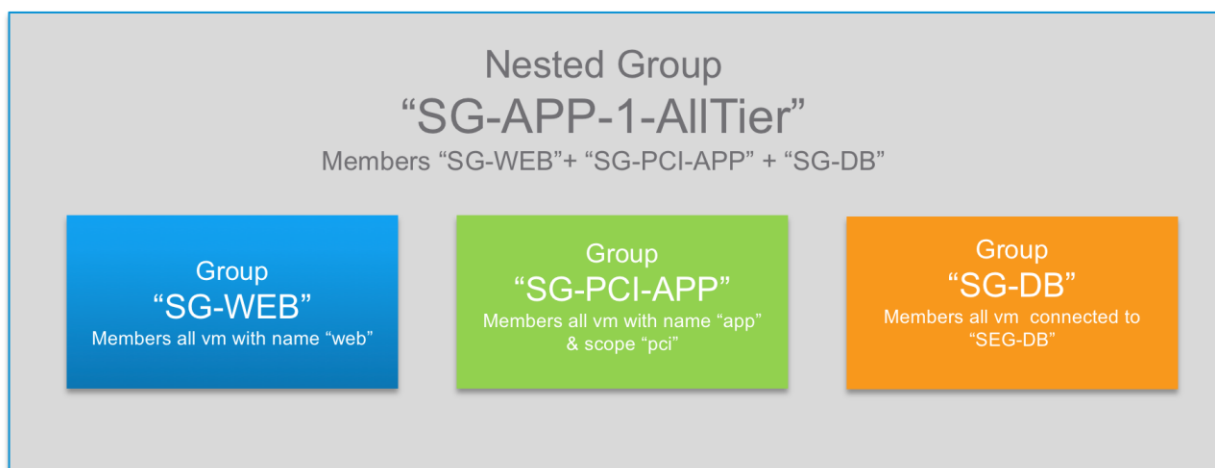 Nested Group
“SG-APP-1-AllTier”
Members “SG-WEB”+ “SG-PCI-APP” + “SG-DB”
Group
“SG-WEB”
Members all vm with name “web”
Group
“SG-PCI-APP”
Members all vm with name “app”
& scope “pci”
Group
“SG-DB”
Members all vm connected to
“SEG-DB”